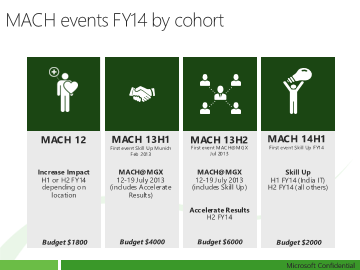 MACH events FY14 by cohort
MACH 12
Increase Impact
H1 or H2 FY14
depending on
location
Budget $1800
MACH 13H1
First event Skill Up Munich
Feb 2013
MACH@MGX
12-19 July 2013
(includes Accelerate
Results)
Budget $4000
MACH 13H2
First event MACH@MGX
Jul 2013
MACH@MGX
12-19 July 2013
(includes Skill Up)
Accelerate Results
H2 FY14
Budget $6000
MACH 14H1
First event Skill Up FY14
Skill Up
H1 FY14 (India IT)
H2 FY14 (all others)
Budget $2000
Microsoft Confidential